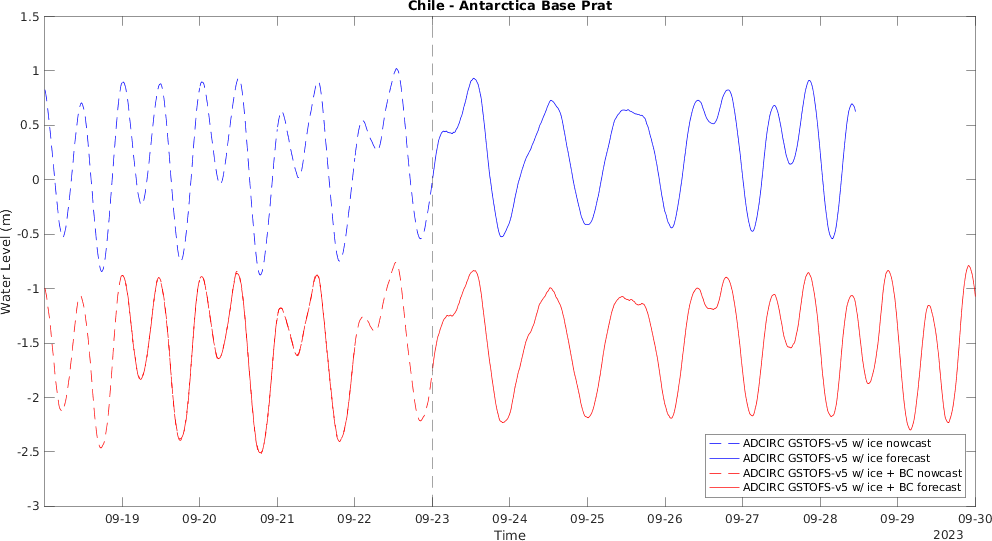 Chile - Antarctica Base Prat
1.5
1
0.5
0
-0.5
-1
-1.5
-2
-2.5
-3
Water Level (m)
ADCIRC GSTOFS-v5 w/ ice nowcast
ADCIRC GSTOFS-v5 w/ ice forecast
ADCIRC GSTOFS-v5 w/ ice + BC nowcast
ADCIRC GSTOFS-v5 w/ ice + BC forecast
09-19 09-20 09-21 09-22 09-23 09-24 09-25 09-26 09-27 09-28 09-29 09-30
Time
2023